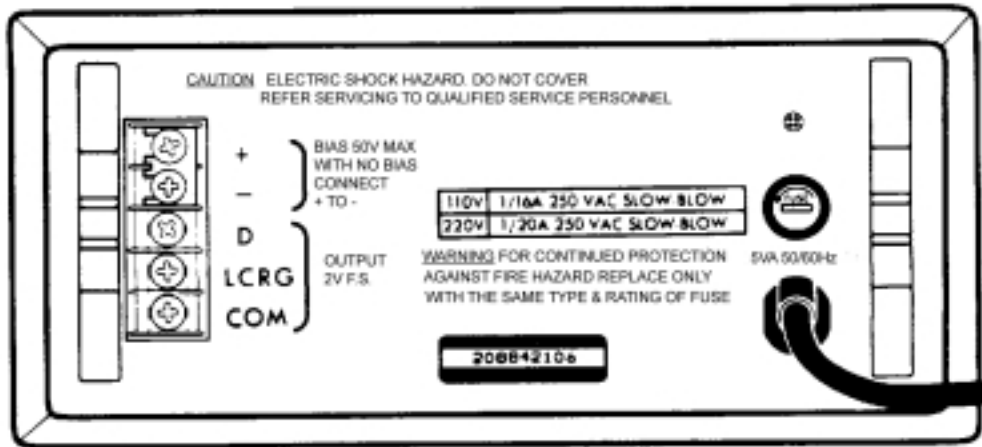 CAUTION ELECTRIC SHOCK HAZARD. DO NOT COVER
REFER SERVICING TO QUALIFIED SERVICE PERSONNEL
+
−
BIAS 50V MAX
WITH NO BIAS
CONNECT
+ TO -
D
LCRG
COM
OUTPUT
2V F.S.
110V 1/16A 250 VAC SLOW BLOW
220V 1/20A 250 VAC SLOW BLOW
WARNING FOR CONTINUED PROTECTION
AGAINST FIRE HAZARD REPLACE ONLY
WITH THE SAME TYPE & RATING OF FUSE
5VA 50/60Hz
208842106